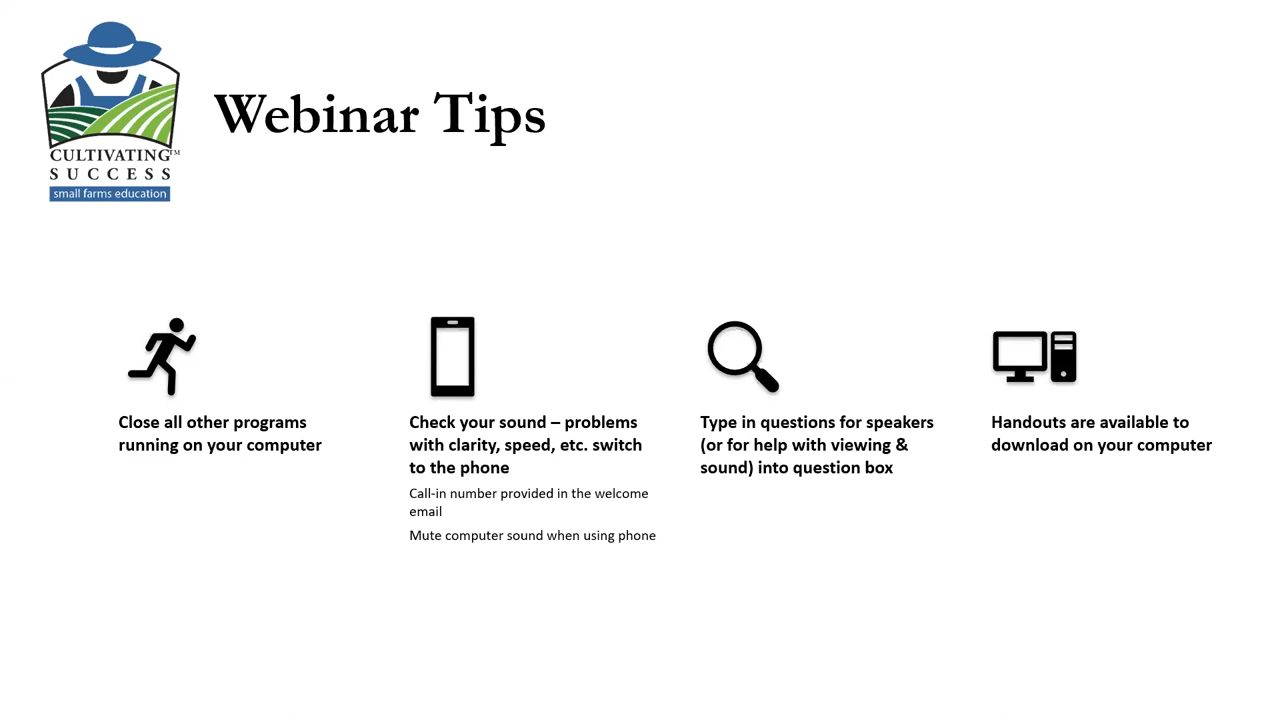 Webinar Tips
CULTIVATING™
SUCCESS
small farms education
Close all other programs
running on your computer
Check your sound – problems
with clarity, speed, etc. switch
to the phone
Call-in number provided in the welcome
email
Mute computer sound when using phone
Type in questions for speakers
(or for help with viewing &
sound) into question box
Handouts are available to
download on your computer